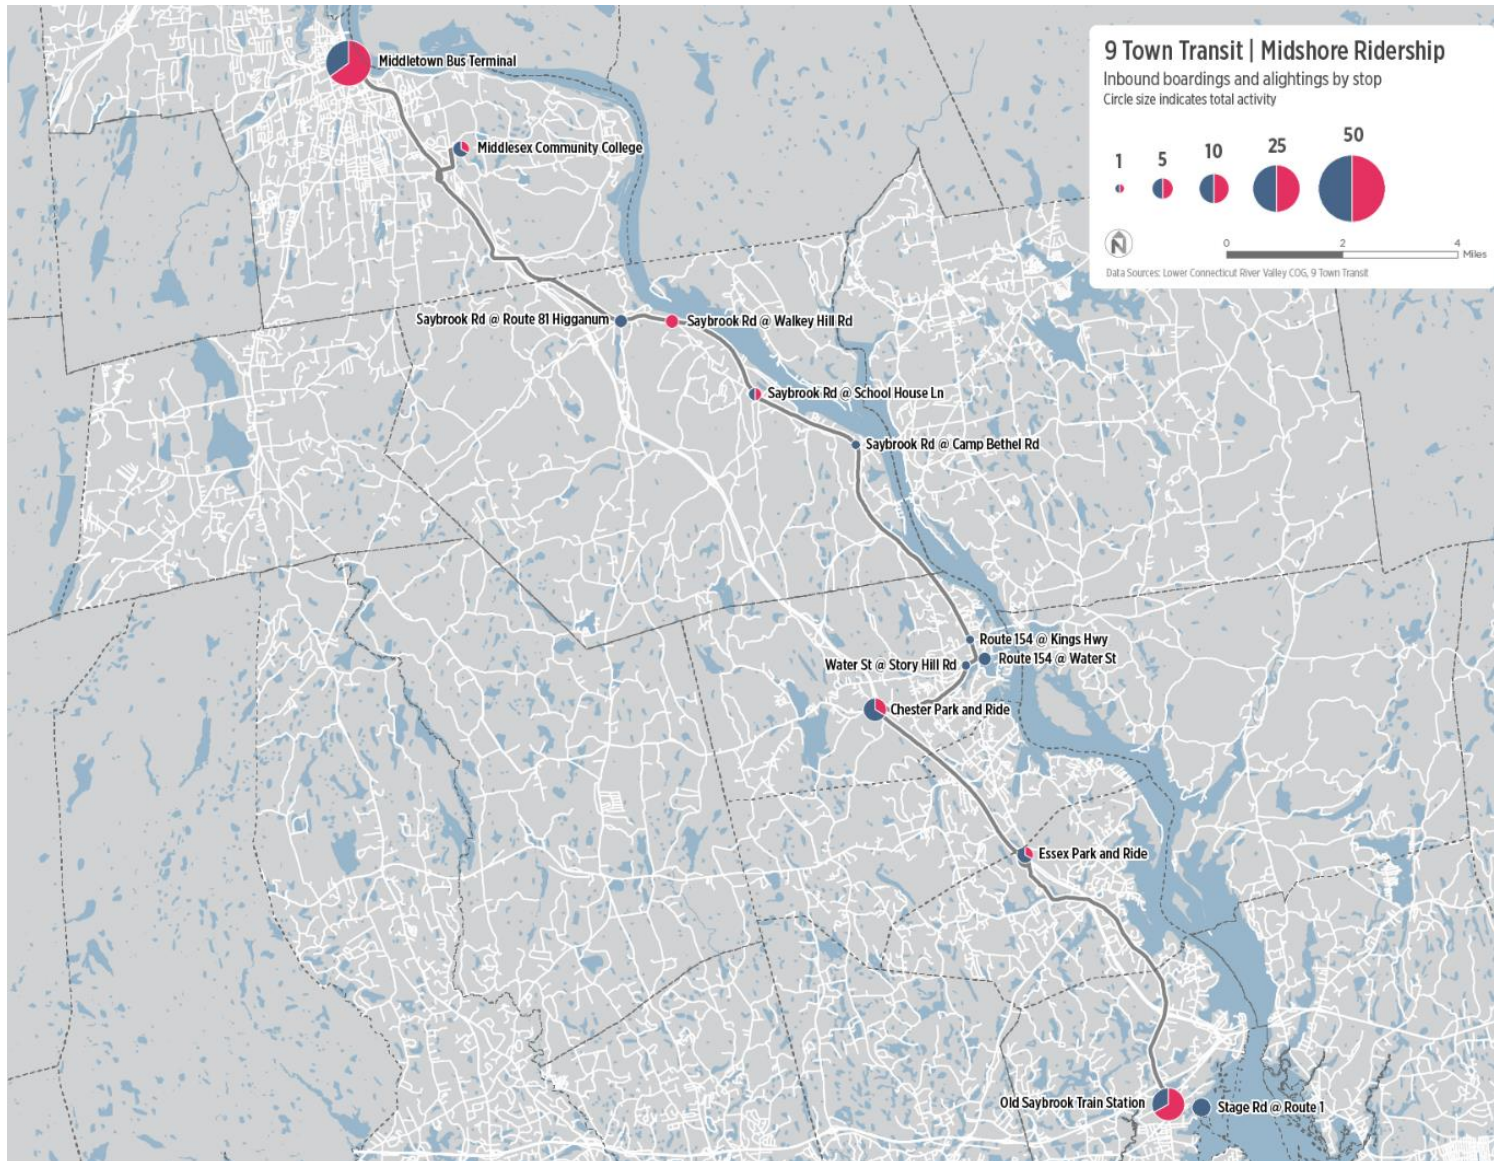 9 Town Transit | Midshore Ridership
Inbound boardings and alightings by stop
Circle size indicates total activity
1
5
10
25
50
N
0
2
4
Miles
Data Sources: Lower Connecticut River Valley COG, 9 Town Transit
Middletown Bus Terminal
Middlesex Community College
Saybrook Rd @ Route 81 Higganum
Saybrook Rd @ Walkey Hill Rd
Saybrook Rd @ School House Ln
Saybrook Rd @ Camp Bethel Rd
Route 154 @ Kings Hwy
Route 154 @ Water St
Water St @ Story Hill Rd
Chester Park and Ride
Essex Park and Ride
Old Saybrook Train Station
Stage Rd @ Route 1